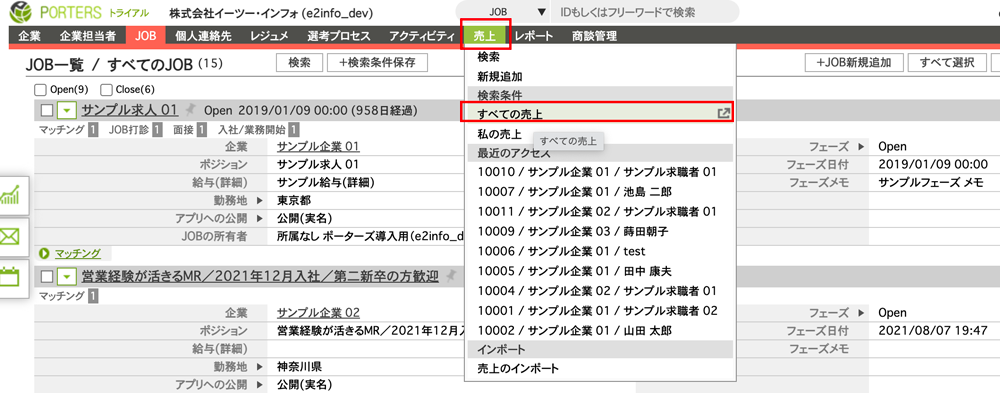 PORTERS トライアル 株式会社イーツー・インフォ (e2info_dev) JOB ▼ IDもしくはフリーワードで検索
企業 企業担当者 JOB 個人連絡先 レジュメ 選考プロセス アクティビティ 売上 レポート 商談管理
JOB一覧 / すべてのJOB (15) 検索 +検索条件保存 +JOB新規追加 すべて選択
Open(9) Close(6)
サンプル求人 01 Open 2019/01/09 00:00 (958日経過)
マッチング 1 JOB打診 1 面接 1 入社/業務開始 1
企業 サンプル企業 01
ポジション サンプル求人 01
給与(詳細) サンプル給与(詳細)
勤務地 ▶ 東京都
アプリへの公開 ▶ 公開(実名)
JOBの所有者 所属なし ポーターズ導入用(e2info_d
マッチング
フェーズ ▶ Open
フェーズ日付 2019/01/09 00:00
フェーズメモ サンプルフェーズ メモ
営業経験が活きるMR／2021年12月入社／第二新卒の方歓迎
マッチング 1
企業 サンプル企業 02
ポジション 営業経験が活きるMR／2021年12月入
給与(詳細)
勤務地 ▶ 神奈川県
アプリへの公開 ▶ 公開(実名)
フェーズ ▶ Open
フェーズ日付 2021/08/07 19:47
フェーズメモ
検索
新規追加
検索条件
すべての売上
私の売上
すべての売上
最近のアクセス
10010 / サンプル企業 01 / サンプル求職者 01
10007 / サンプル企業 01 / 池島 二郎
10011 / サンプル企業 02 / サンプル求職者 01
10009 / サンプル企業 03 / 蒔田朝子
10006 / サンプル企業 01 / test
10005 / サンプル企業 01 / 田中 康夫
10004 / サンプル企業 02 / サンプル求職者 01
10001 / サンプル企業 01 / サンプル求職者 02
10002 / サンプル企業 01 / 山田 太郎
インポート
売上のインポート